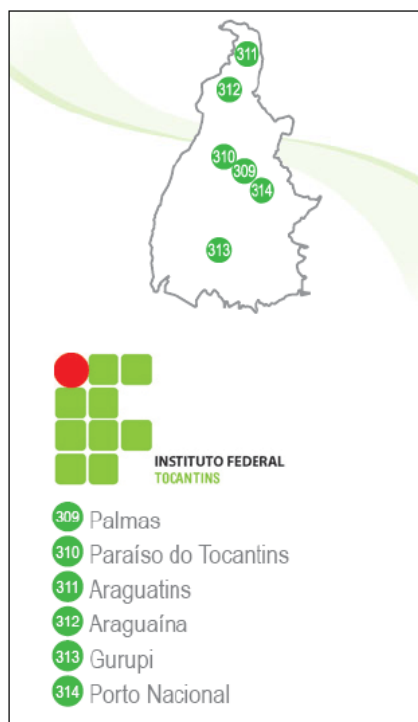 311
312
310
309
314
313
INSTITUTO FEDERAL
TOCANTINS
309 Palmas
310 Paraíso do Tocantins
311 Araguatins
312 Araguaína
313 Gurupi
314 Porto Nacional